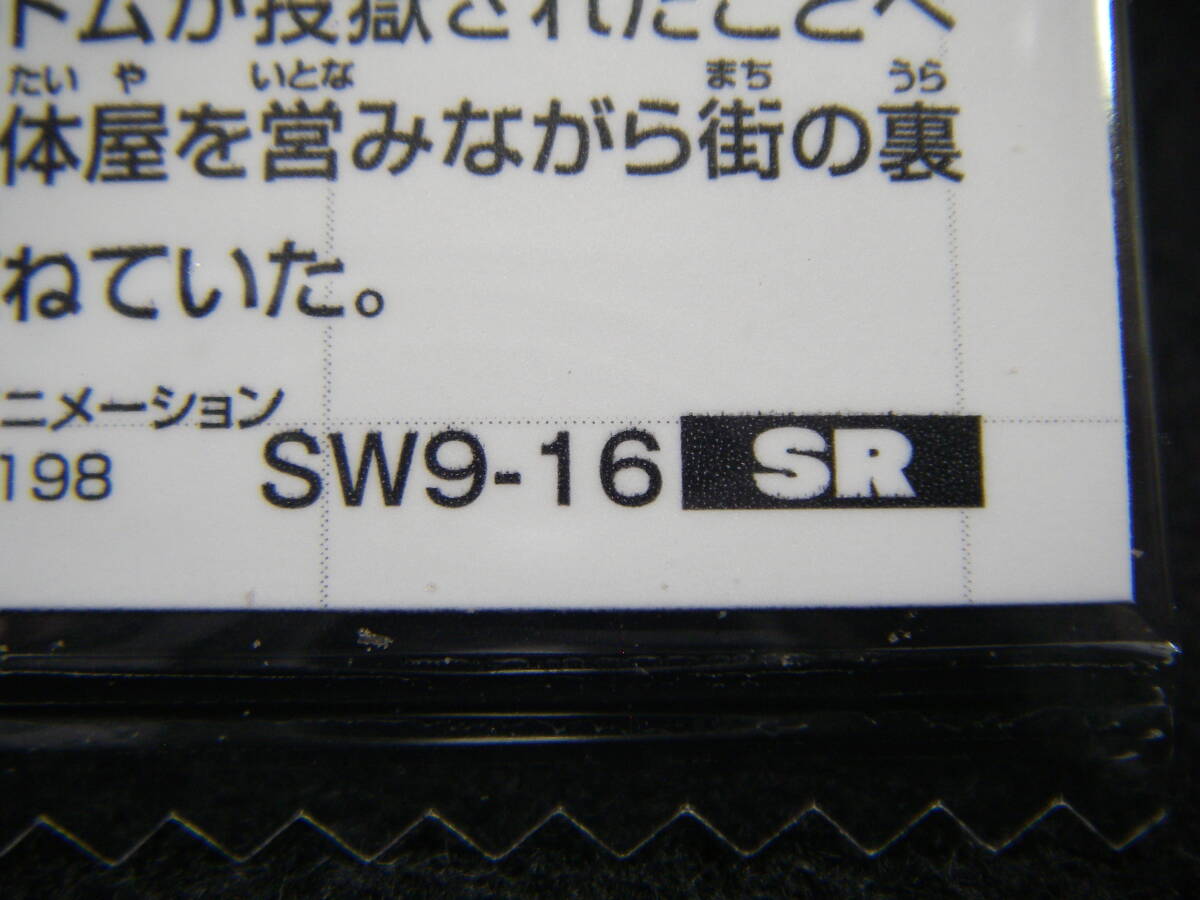 トムが投獄されたことへ
たい や いとな まち うら
体屋を営みながら街の裏
ねていた。
ニメーション
198
SW9-16 SR